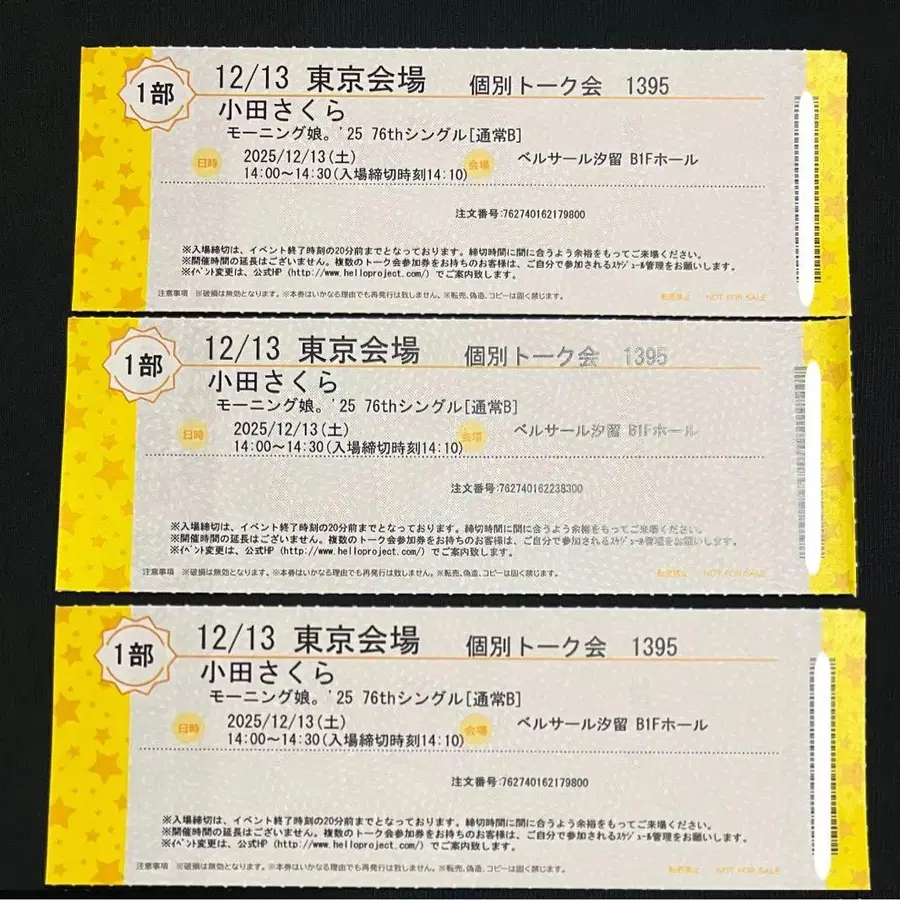 1部
12/13 東京会場 個別トーク会 1395
小田さくら
モーニング娘。'25 76thシングル[通常B]
日時 2025/12/13(土) 会場 ベルサール汐留 B1Fホール
14:00〜14:30(入場締切時刻14:10)
注文番号:762740162179800
※入場締切は、イベント終了時刻の20分前までとなっております。締切時間に間に合うよう余裕をもってご来場ください。
※開催時間の延長はございません。複数のトーク会参加券をお持ちのお客様は、ご自分で参加されるスケジュール管理をお願いします。
※イベント変更は、公式HP (http://www.helloproject.com/) でご案内致します。
注意事項 ※破損は無効となります。※本券はいかなる理由でも再発行は致しません。※転売、偽造、コピーは固く禁じます。 転売禁止 NOT FOR SALE
1部
12/13 東京会場 個別トーク会 1395
小田さくら
モーニング娘。'25 76thシングル[通常B]
日時 2025/12/13(土) 会場 ベルサール汐留 B1Fホール
14:00〜14:30(入場締切時刻14:10)
注文番号:762740162238300
※入場締切は、イベント終了時刻の20分前までとなっております。締切時間に間に合うよう余裕をもってご来場ください。
※開催時間の延長はございません。複数のトーク会参加券をお持ちのお客様は、ご自分で参加されるスケジュール管理をお願いします。
※イベント変更は、公式HP (http://www.helloproject.com/) でご案内致します。
注意事項 ※破損は無効となります。※本券はいかなる理由でも再発行は致しません。※転売、偽造、コピーは固く禁じます。 転売禁止 NOT FOR SALE
1部
12/13 東京会場 個別トーク会 1395
小田さくら
モーニング娘。'25 76thシングル[通常B]
日時 2025/12/13(土) 会場 ベルサール汐留 B1Fホール
14:00〜14:30(入場締切時刻14:10)
注文番号:762740162179800
※入場締切は、イベント終了時刻の20分前までとなっております。締切時間に間に合うよう余裕をもってご来場ください。
※開催時間の延長はございません。複数のトーク会参加券をお持ちのお客様は、ご自分で参加されるスケジュール管理をお願いします。
※イベント変更は、公式HP (http://www.helloproject.com/) でご案内致します。
注意事項 ※破損は無効となります。※本券はいかなる理由でも再発行は致しません。※転売、偽造、コピーは固く禁じます。 転売禁止 NOT FOR SALE